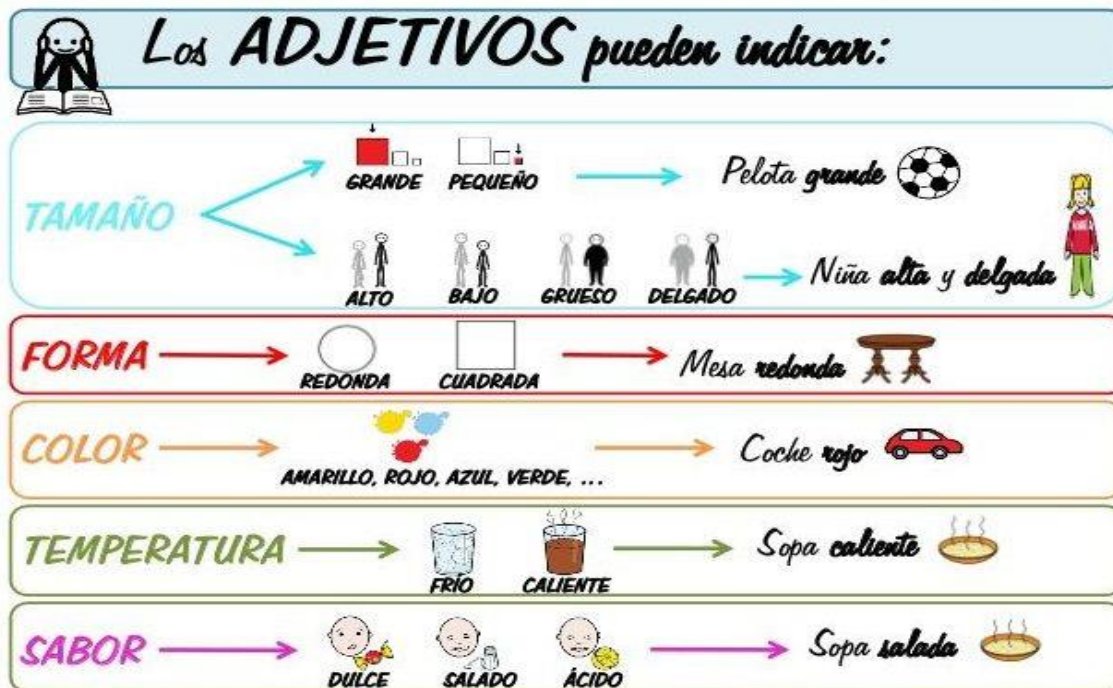 Los ADJETIVOS pueden indicar:
TAMAÑO
GRANDE PEQUEÑO
Pelota grande
ALTO BAJO GRUESO DELGADO
Niña alta y delgada
FORMA
REDONDA CUADRADA
Mesa redonda
COLOR
AMARILLO, ROJO, AZUL, VERDE, ...
Coche rojo
TEMPERATURA
FRÍO CALIENTE
Sopa caliente
SABOR
DULCE SALADO ÁCIDO
Sopa salada